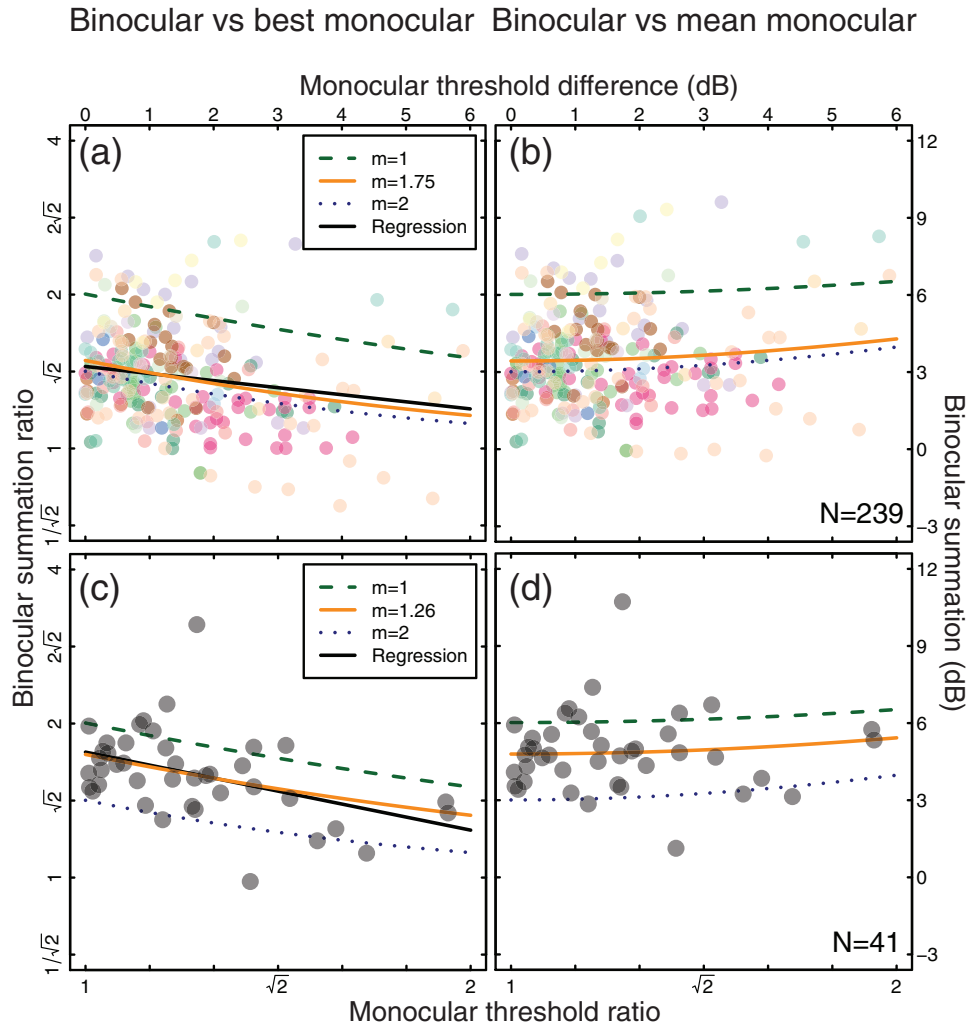 Binocular vs best monocular Binocular vs mean monocular
Monocular threshold difference (dB)
0 1 2 3 4 5 6 0 1 2 3 4 5 6
(a)
m=1
m=1.75
m=2
Regression
4
2√2
2
√2
1
1/√2
(b)
12
9
6
3
0
−3
N=239
(c)
m=1
m=1.26
m=2
Regression
4
2√2
2
√2
1
1/√2
(d)
12
9
6
3
0
−3
N=41
Binocular summation ratio
Binocular summation (dB)
1 √2 2 1 √2 2
Monocular threshold ratio